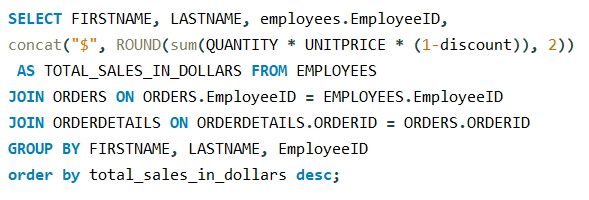 SELECT FIRSTNAME, LASTNAME, employees.EmployeeID,
concat("$", ROUND(sum(QUANTITY * UNITPRICE * (1-discount)), 2))
AS TOTAL_SALES_IN_DOLLARS FROM EMPLOYEES
JOIN ORDERS ON ORDERS.EmployeeID = EMPLOYEES.EmployeeID
JOIN ORDERDETAILS ON ORDERDETAILS.ORDERID = ORDERS.ORDERID
GROUP BY FIRSTNAME, LASTNAME, EmployeeID
order by total_sales_in_dollars desc;